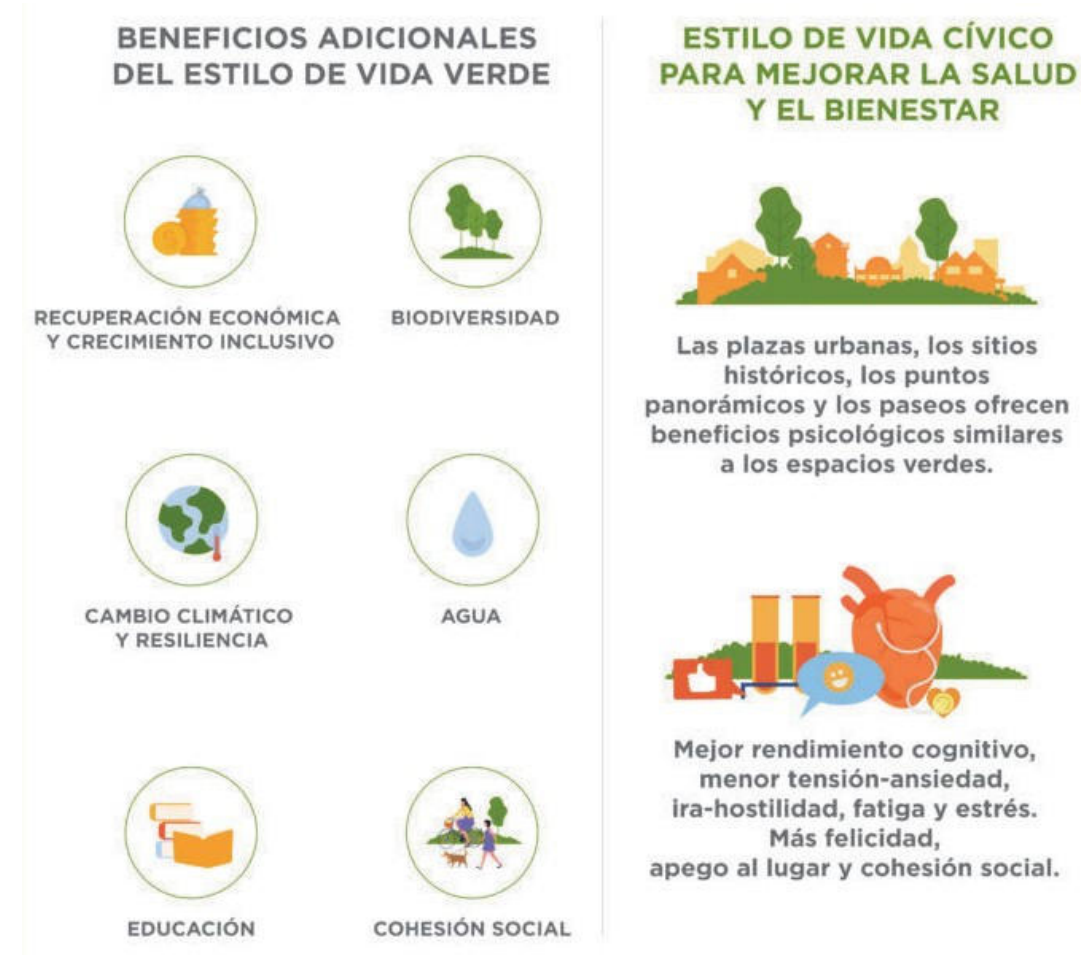 BENEFICIOS ADICIONALES
DEL ESTILO DE VIDA VERDE
RECUPERACIÓN ECONÓMICA
Y CRECIMIENTO INCLUSIVO
BIODIVERSIDAD
CAMBIO CLIMÁTICO
Y RESILIENCIA
AGUA
EDUCACIÓN
COHESIÓN SOCIAL
ESTILO DE VIDA CÍVICO
PARA MEJORAR LA SALUD
Y EL BIENESTAR
Las plazas urbanas, los sitios
históricos, los puntos
panorámicos y los paseos ofrecen
beneficios psicológicos similares
a los espacios verdes.
Mejor rendimiento cognitivo,
menor tensión-ansiedad,
ira-hostilidad, fatiga y estrés.
Más felicidad,
apego al lugar y cohesión social.